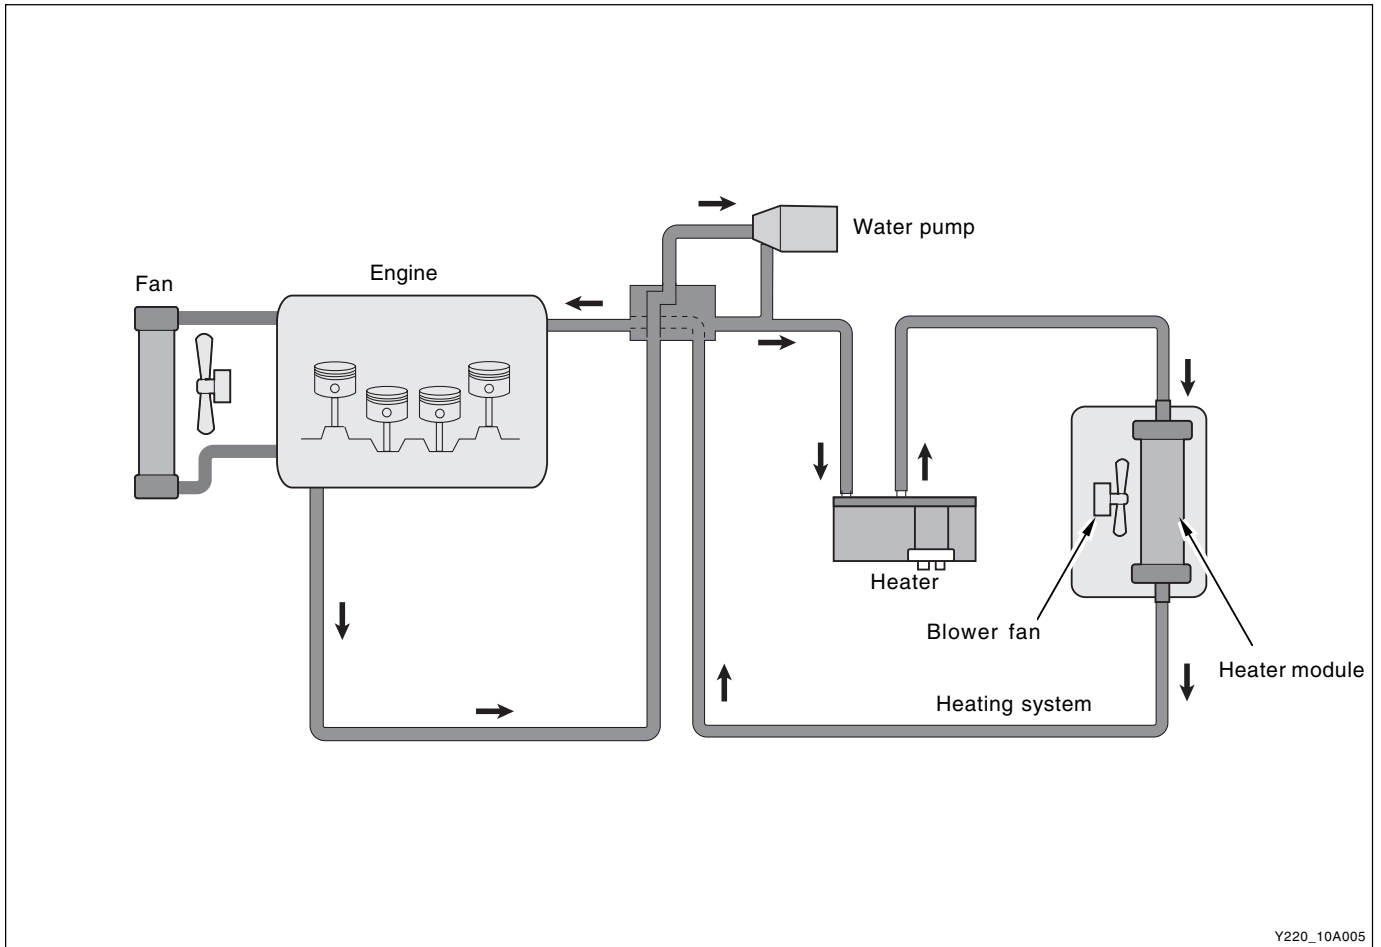 Water pump
Engine
Fan
Heater
Blower fan
Heater module
Heating system
Y220_10A005